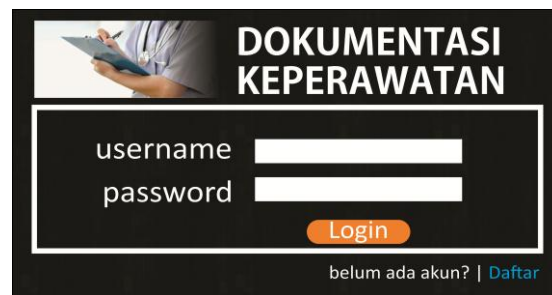 DOKUMENTASI
KEPERAWATAN
username
password
Login
belum ada akun? | Daftar